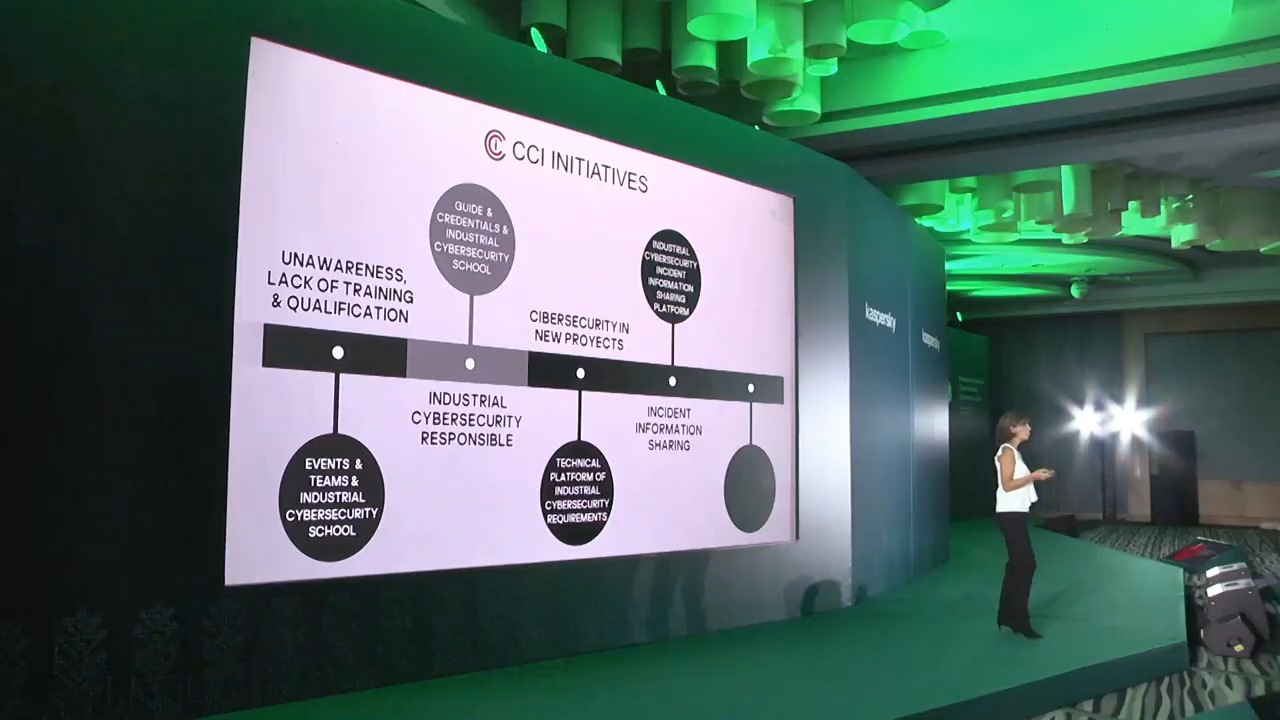 CCI INITIATIVES
GUIDE &
CREDENTIALS &
INDUSTRIAL
CYBERSECURITY
SCHOOL
INDUSTRIAL
CYBERSECURITY
INCIDENT
INFORMATION
SHARING
PLATFORM
UNAWARENESS,
LACK OF TRAINING
& QUALIFICATION
CIBERSECURITY IN
NEW PROYECTS
INDUSTRIAL
CYBERSECURITY
RESPONSIBLE
INCIDENT
INFORMATION
SHARING
EVENTS &
TEAMS &
INDUSTRIAL
CYBERSECURITY
SCHOOL
TECHNICAL
PLATFORM OF
INDUSTRIAL
CYBERSECURITY
REQUIREMENTS
kaspersky
kaspersky